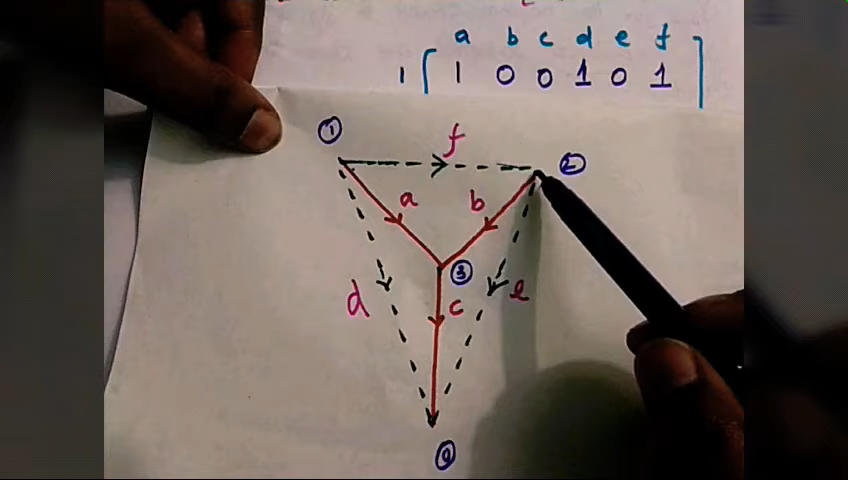 a b c d e f
1 [ 1 0 0 1 0 1 ]
① f ②
a b
③
d c e
⓪